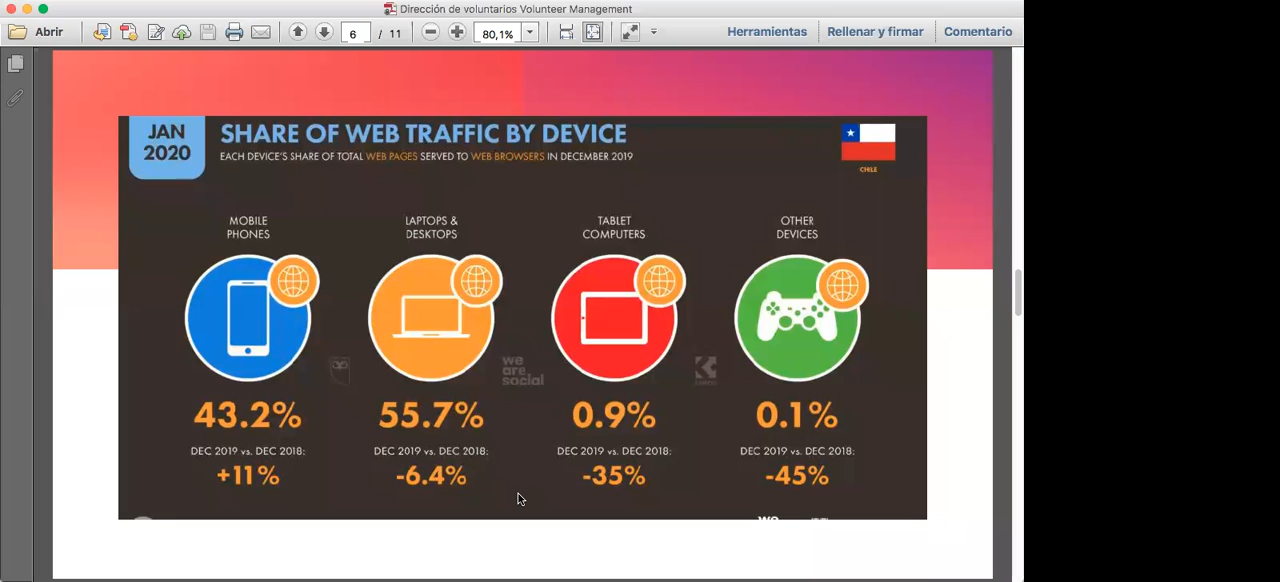 Dirección de voluntarios Volunteer Management
Abrir
6 / 11
80,1%
Herramientas
Rellenar y firmar
Comentario
JAN
2020
SHARE OF WEB TRAFFIC BY DEVICE
EACH DEVICE'S SHARE OF TOTAL WEB PAGES SERVED TO WEB BROWSERS IN DECEMBER 2019
CHILE
MOBILE
PHONES
LAPTOPS &
DESKTOPS
TABLET
COMPUTERS
OTHER
DEVICES
we
are
social
43.2%
55.7%
0.9%
0.1%
DEC 2019 vs. DEC 2018:
DEC 2019 vs. DEC 2018:
DEC 2019 vs. DEC 2018:
DEC 2019 vs. DEC 2018:
+11%
-6.4%
-35%
-45%